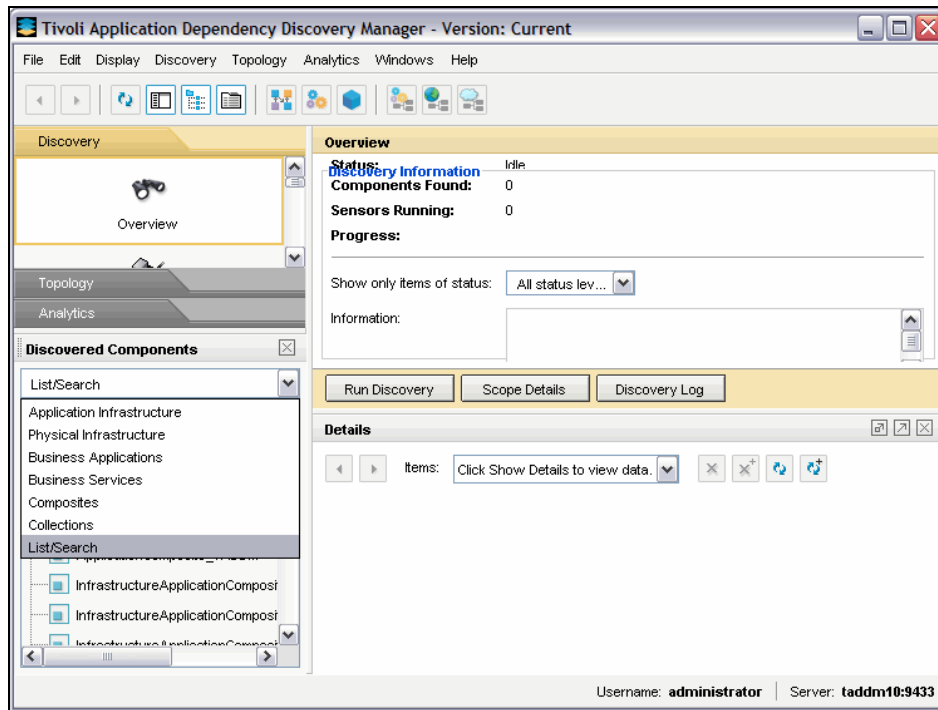 Tivoli Application Dependency Discovery Manager - Version: Current
File Edit Display Discovery Topology Analytics Windows Help
Discovery
Overview
Topology
Analytics
Discovered Components
List/Search
Application Infrastructure
Physical Infrastructure
Business Applications
Business Services
Composites
Collections
List/Search
InfrastructureApplicationComposit
InfrastructureApplicationComposit
InfrastructureApplicationComposit
Overview
Status: Idle
Discovery Information
Components Found: 0
Sensors Running: 0
Progress:
Show only items of status: All status lev...
Information:
Run Discovery Scope Details Discovery Log
Details
Items: Click Show Details to view data.
Username: administrator Server: taddm10:9433